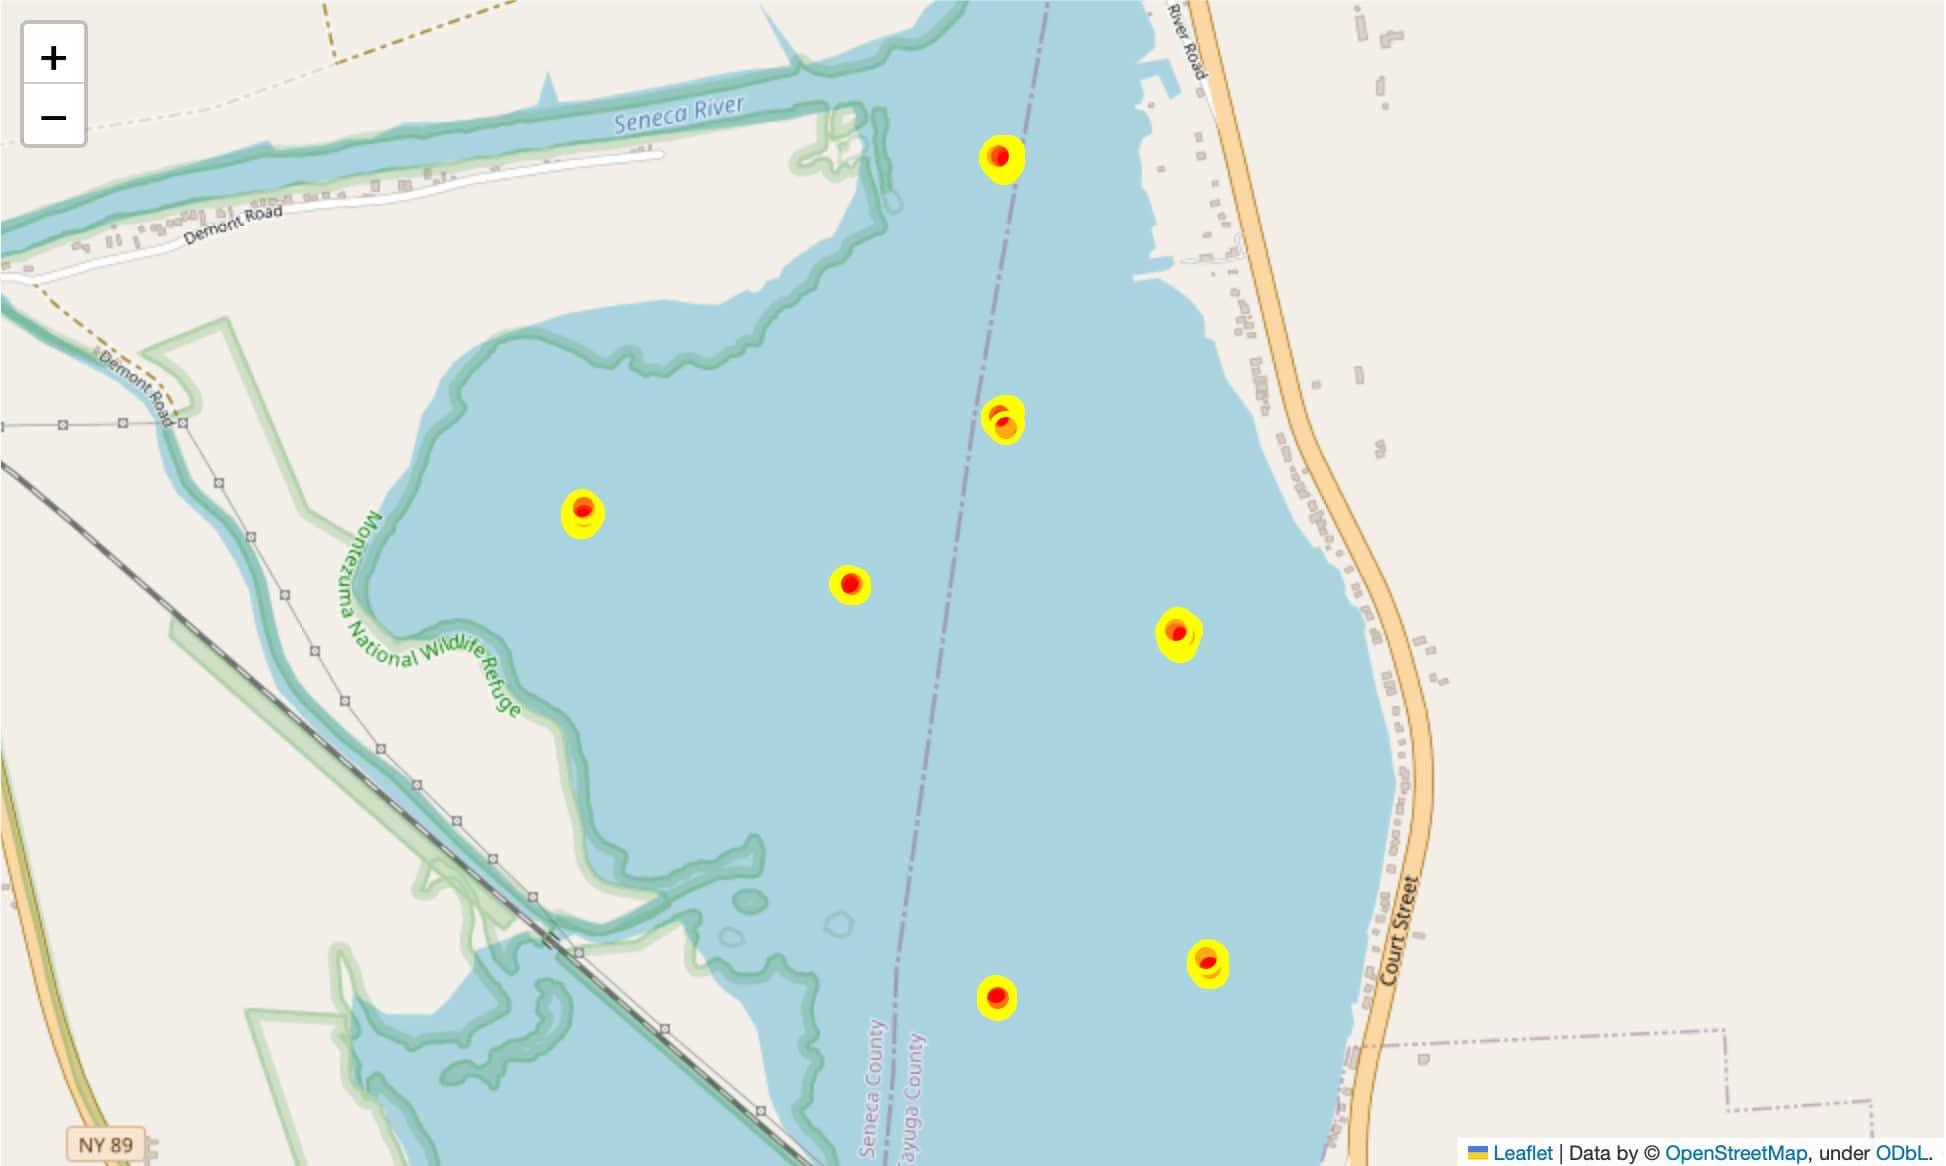 +
−
River Road
Seneca River
Demont Road
Demont Road
Montezuma National Wildlife Refuge
Court Street
Seneca County
ayuga County
NY 89
Leaflet | Data by © OpenStreetMap, under ODbL.